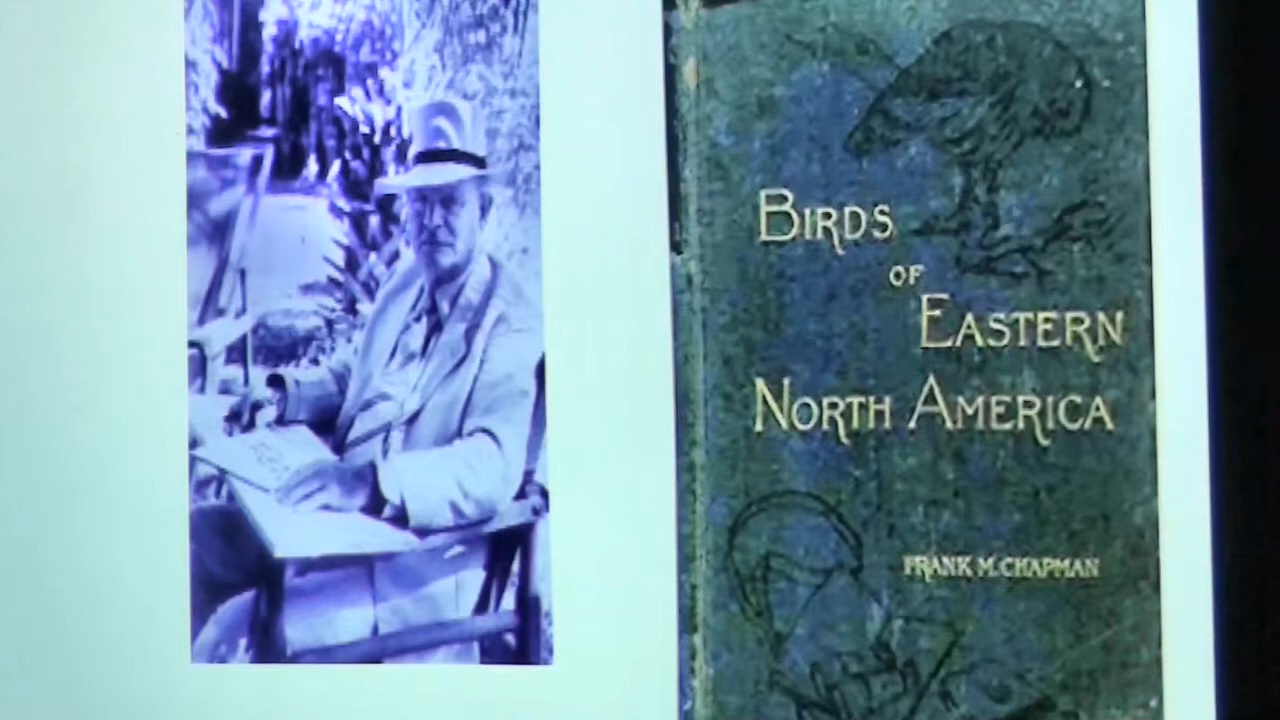 BIRDS
OF
EASTERN
NORTH AMERICA
FRANK M. CHAPMAN